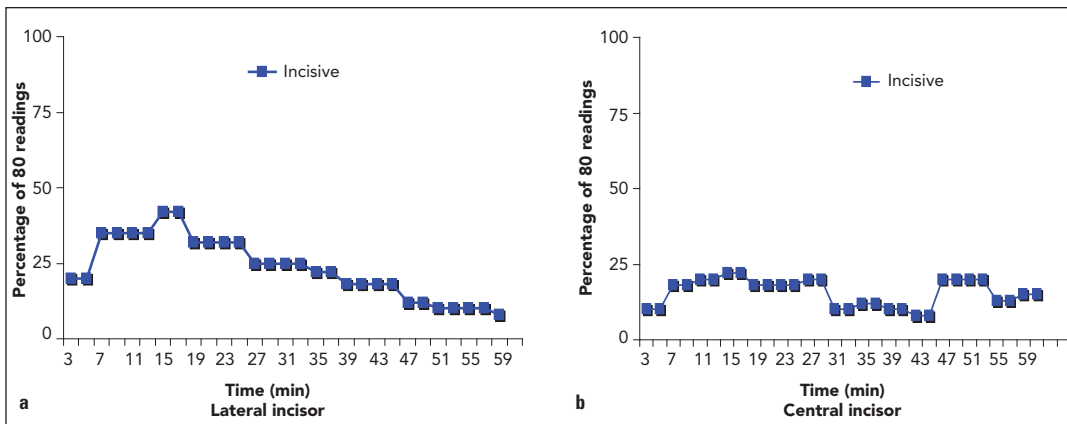 100
75
50
25
0
Percentage of 80 readings
Incisive
3 7 11 15 19 23 27 31 35 39 43 47 51 55 59
Time (min)
Lateral incisor
a
100
75
50
25
0
Percentage of 80 readings
Incisive
3 7 11 15 19 23 27 31 35 39 43 47 51 55 59
Time (min)
Central incisor
b